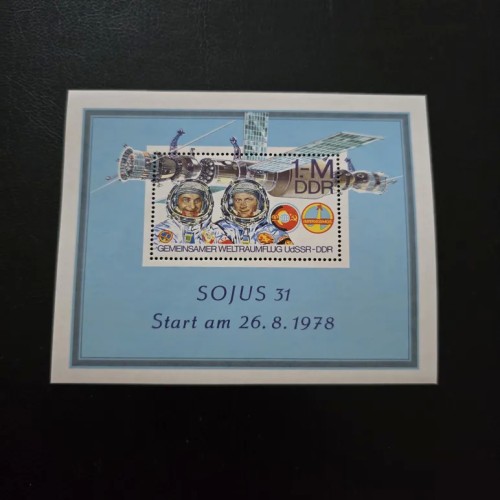 1.-M
DDR
GEMEINSAMER WELTRAUMFLUG UdSSR-DDR
SOJUS 31
Start am 26.8.1978